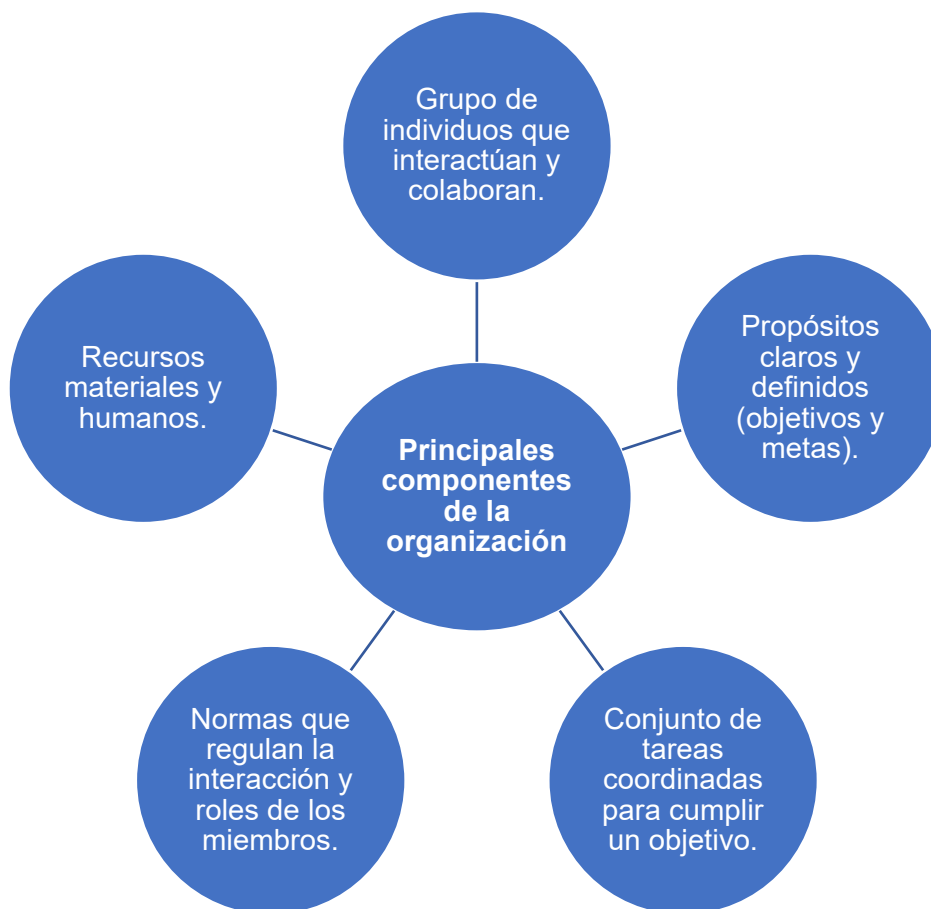 Grupo de
individuos que
interactúan y
colaboran.
Propósitos
claros y
definidos
(objetivos y
metas).
Recursos
materiales y
humanos.
Principales
componentes
de la
organización
Normas que
regulan la
interacción y
roles de los
miembros.
Conjunto de
tareas
coordinadas
para cumplir
un objetivo.